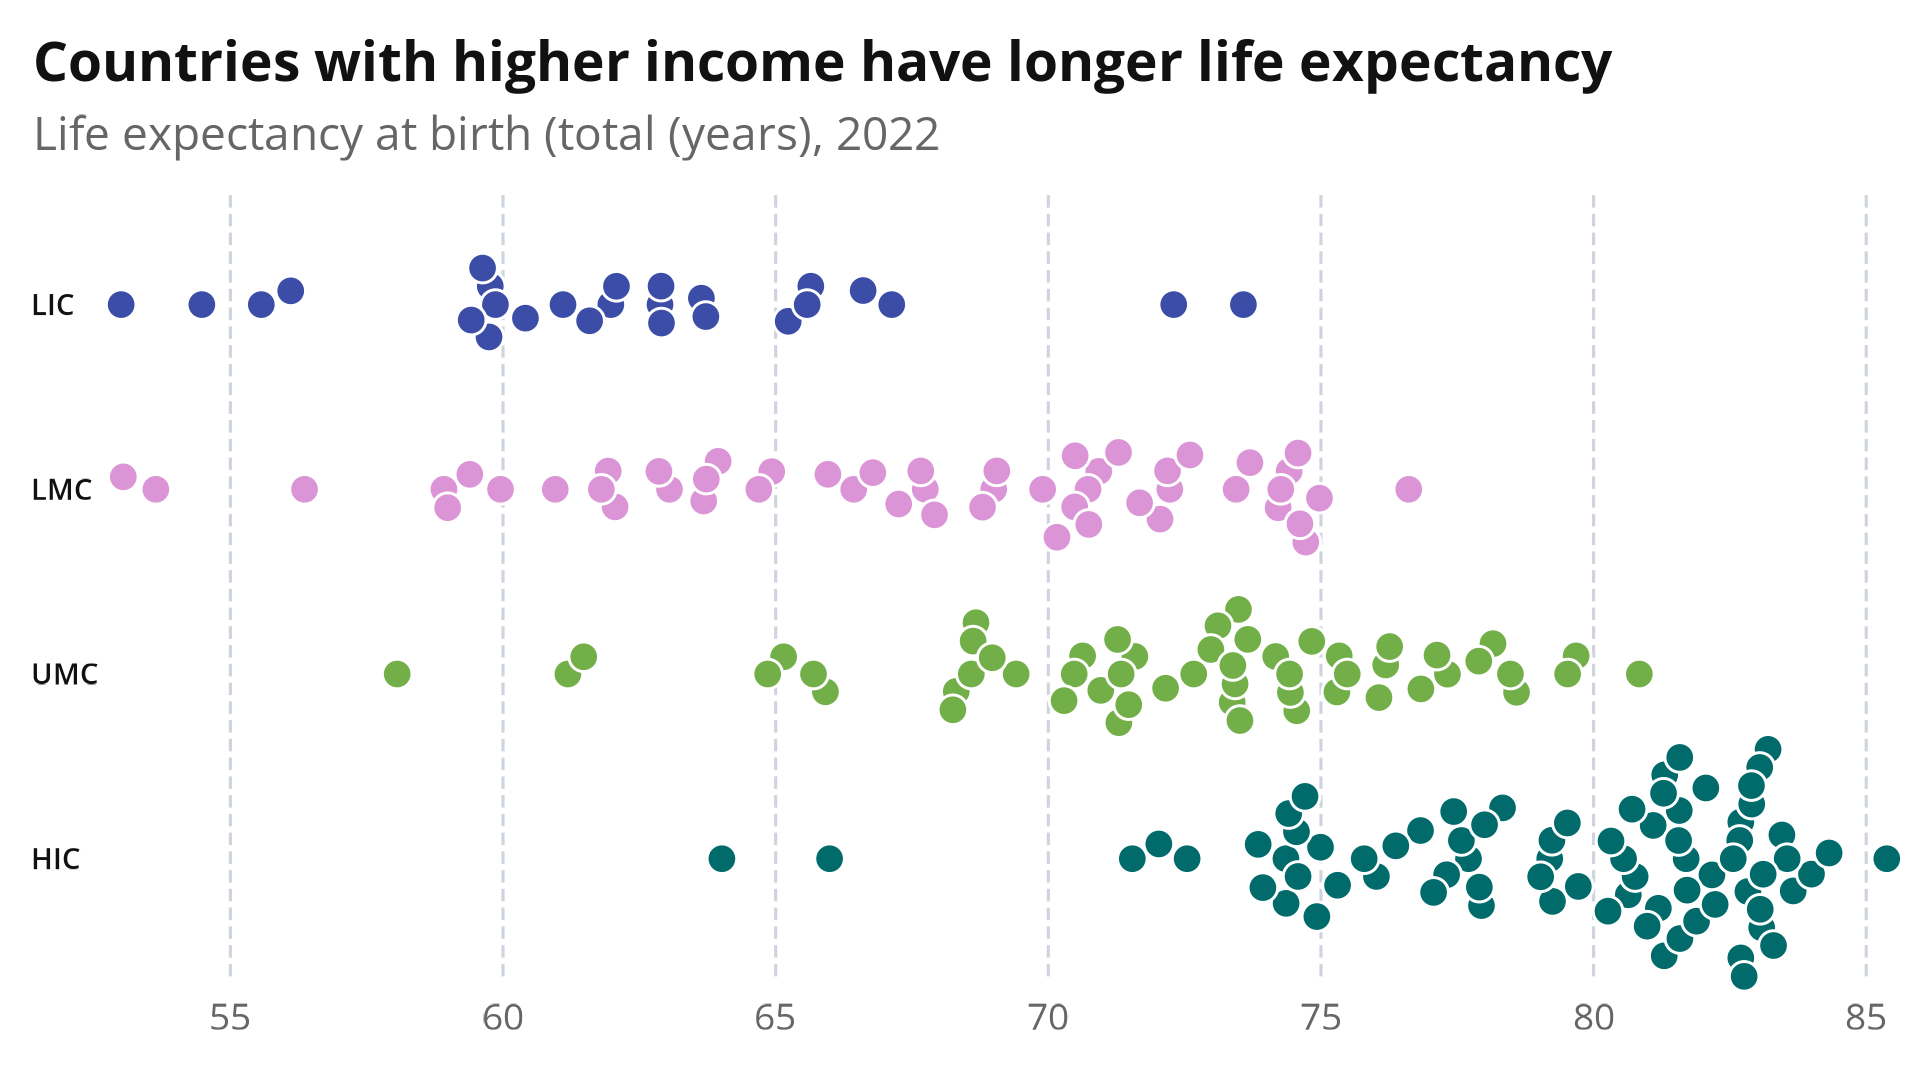 Countries with higher income have longer life expectancy
Life expectancy at birth (total (years), 2022
LIC
LMC
UMC
HIC
55 60 65 70 75 80 85